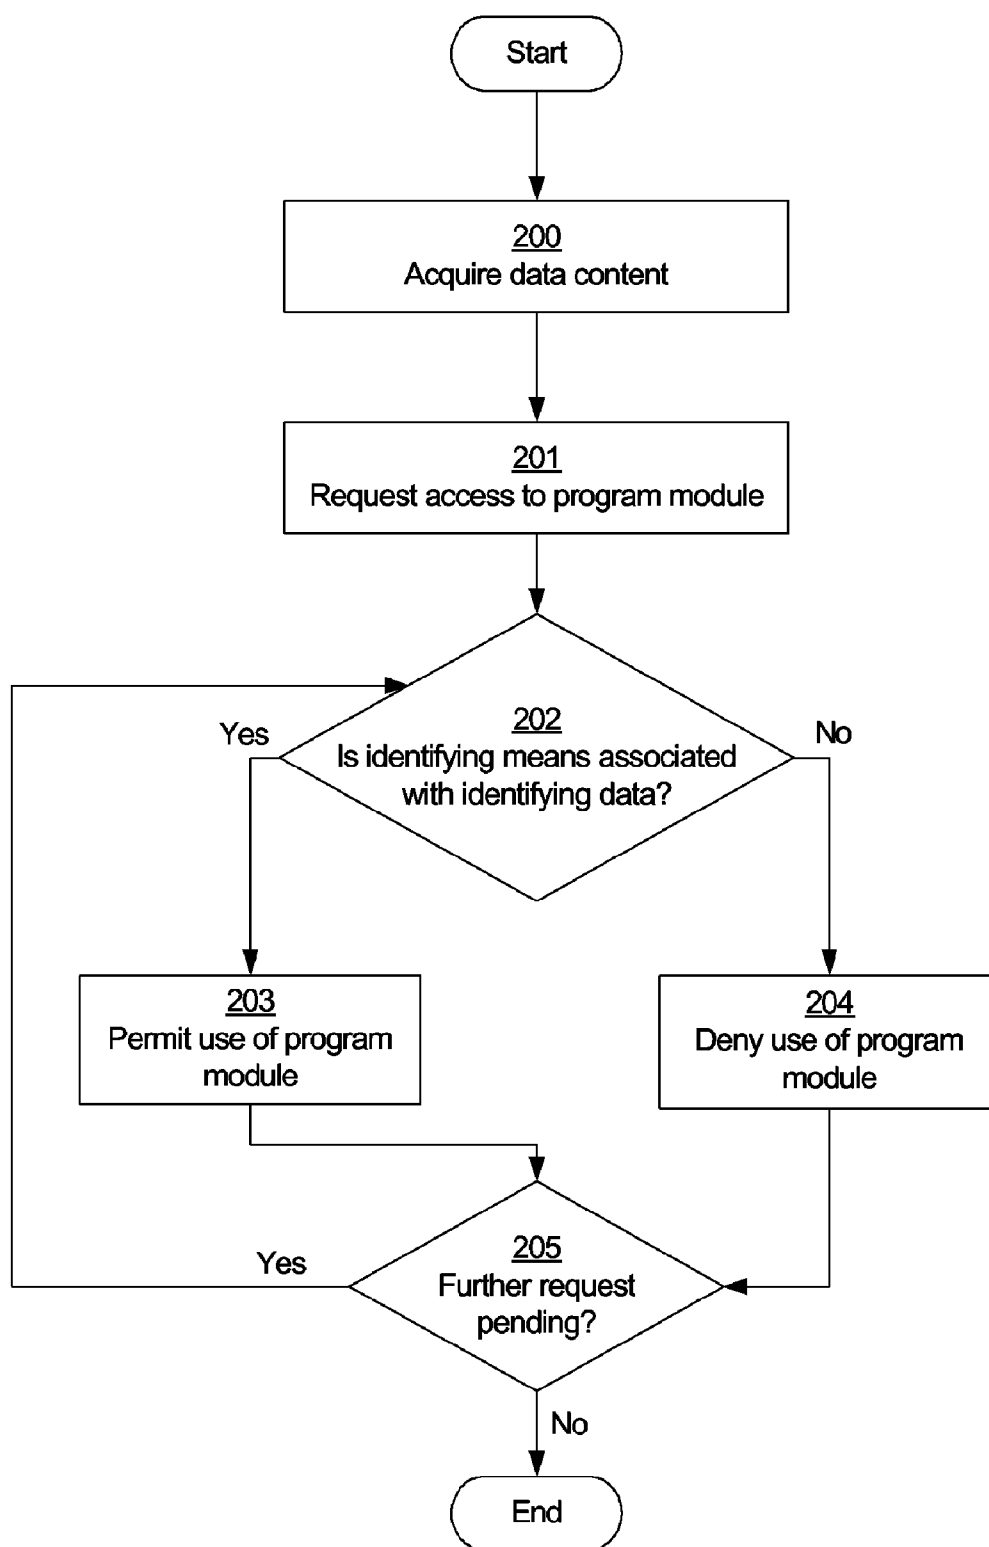 Start
200
Acquire data content
201
Request access to program module
202
Is identifying means associated
with identifying data?
Yes
No
203
Permit use of program
module
204
Deny use of program
module
205
Further request
pending?
Yes
No
End